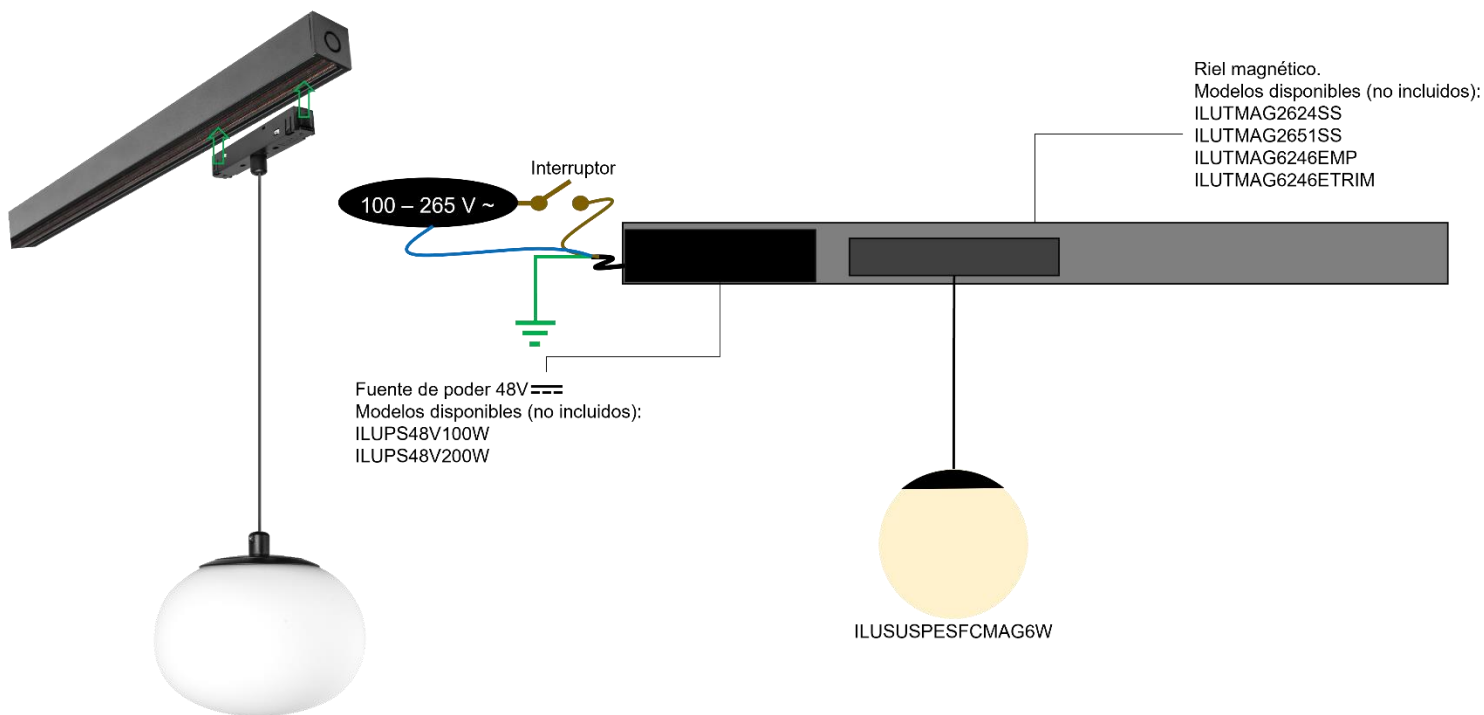 Riel magnético.
Modelos disponibles (no incluidos):
ILUTMAG2624SS
ILUTMAG2651SS
ILUTMAG6246EMP
ILUTMAG6246ETRIM
Interruptor
100 – 265 V ~
Fuente de poder 48V
Modelos disponibles (no incluidos):
ILUPS48V100W
ILUPS48V200W
ILUSUSPESFCMAG6W